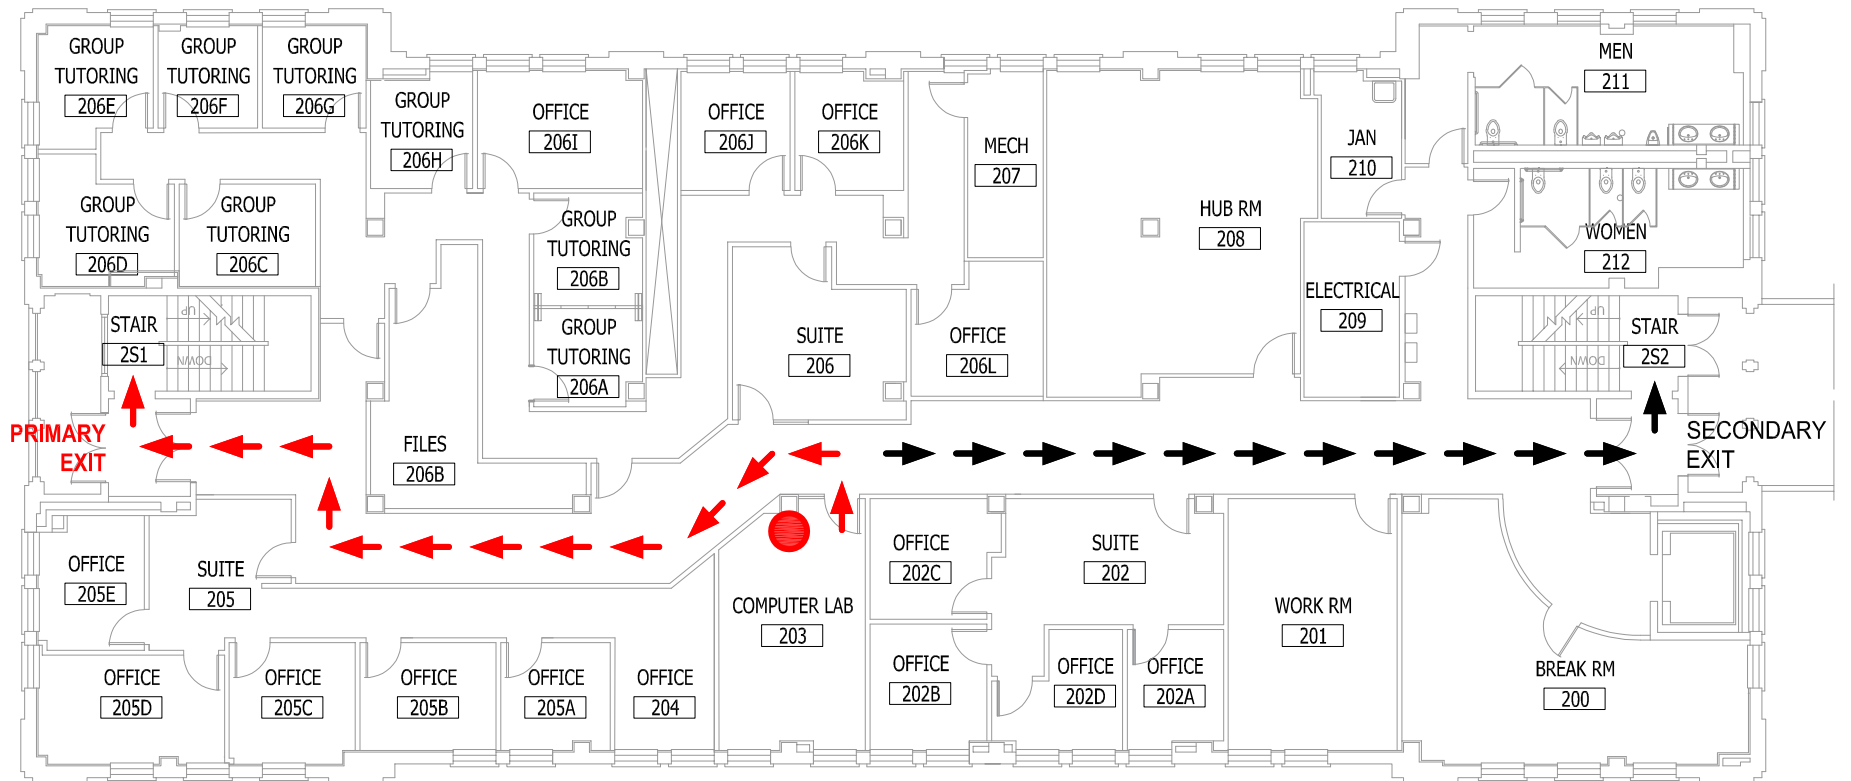 GROUP
TUTORING
206E
GROUP
TUTORING
206F
GROUP
TUTORING
206G
GROUP
TUTORING
206H
OFFICE
206I
OFFICE
206J
OFFICE
206K
MECH
207
HUB RM
208
JAN
210
MEN
211
GROUP
TUTORING
206D
GROUP
TUTORING
206C
GROUP
TUTORING
206B
GROUP
TUTORING
206A
SUITE
206
OFFICE
206L
ELECTRICAL
209
WOMEN
212
STAIR
2S1
UP
DOWN
STAIR
2S2
UP
DOWN
PRIMARY
EXIT
FILES
206B
SECONDARY
EXIT
OFFICE
205E
SUITE
205
OFFICE
205D
OFFICE
205C
OFFICE
205B
OFFICE
205A
OFFICE
204
COMPUTER LAB
203
OFFICE
202C
OFFICE
202B
SUITE
202
OFFICE
202D
OFFICE
202A
WORK RM
201
BREAK RM
200